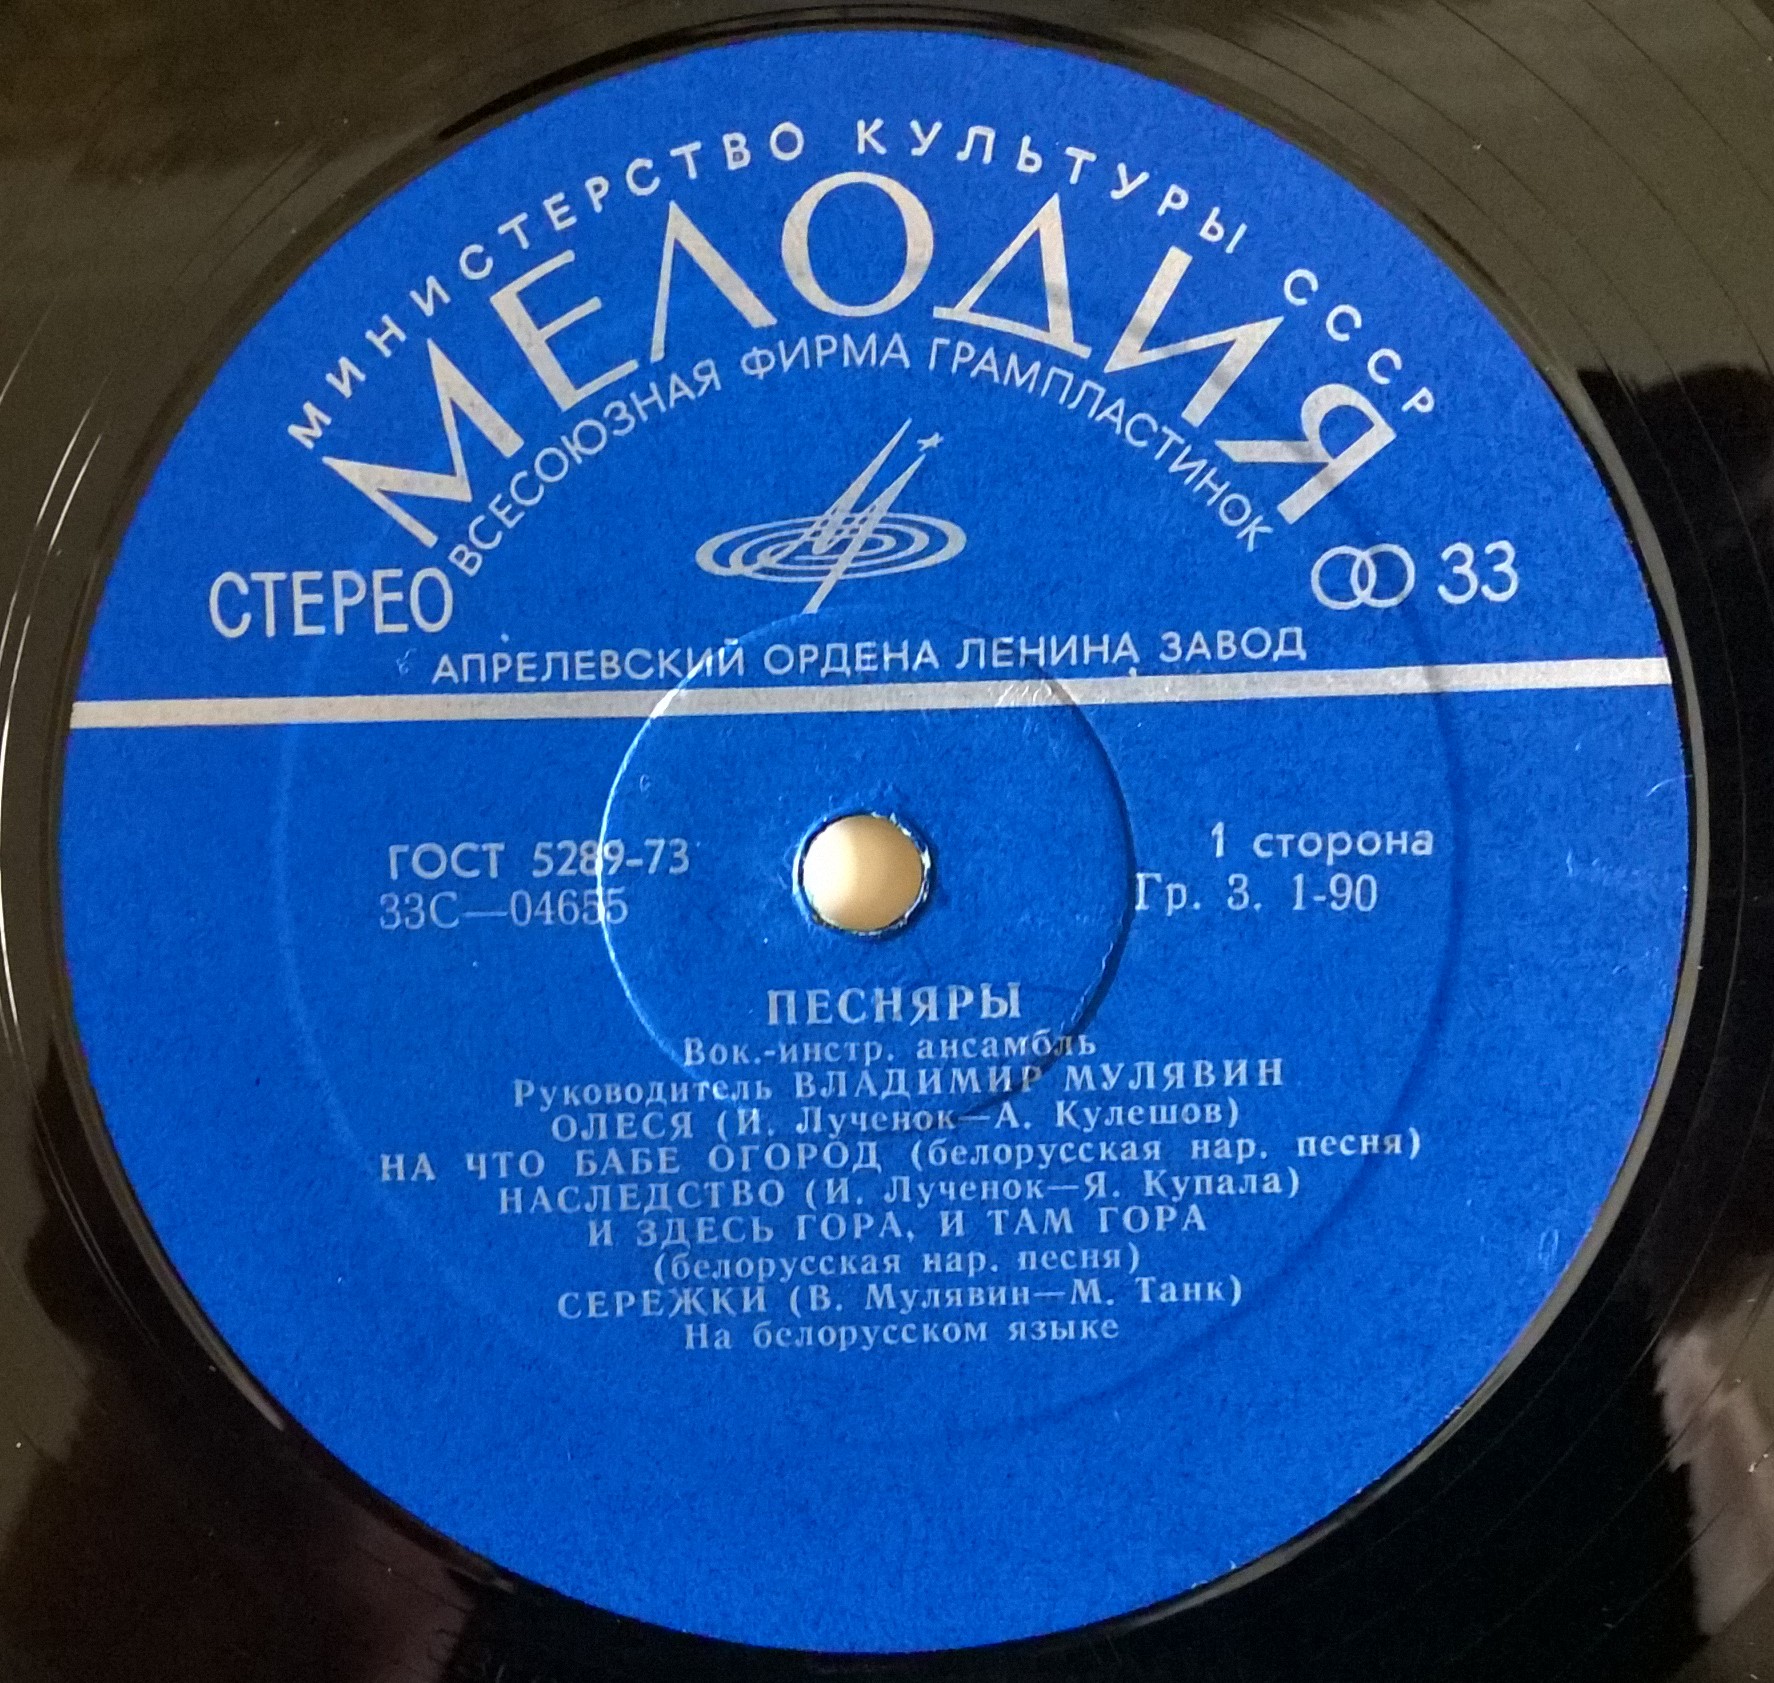 МИНИСТЕРСТВО КУЛЬТУРЫ СССР
МЕЛОДИЯ
ВСЕСОЮЗНАЯ ФИРМА ГРАМПЛАСТИНОК
СТЕРЕО
33
АПРЕЛЕВСКИЙ ОРДЕНА ЛЕНИНА ЗАВОД
ГОСТ 5289-73
1 сторона
33С—04655
Гр. 3. 1-90
ПЕСНЯРЫ
Вок.-инстр. ансамбль
Руководитель ВЛАДИМИР МУЛЯВИН
ОЛЕСЯ (И. Лученок—А. Кулешов)
НА ЧТО БАБЕ ОГОРОД (белорусская нар. песня)
НАСЛЕДСТВО (И. Лученок—Я. Купала)
И ЗДЕСЬ ГОРА, И ТАМ ГОРА
(белорусская нар. песня)
СЕРЕЖКИ (В. Мулявин—М. Танк)
На белорусском языке